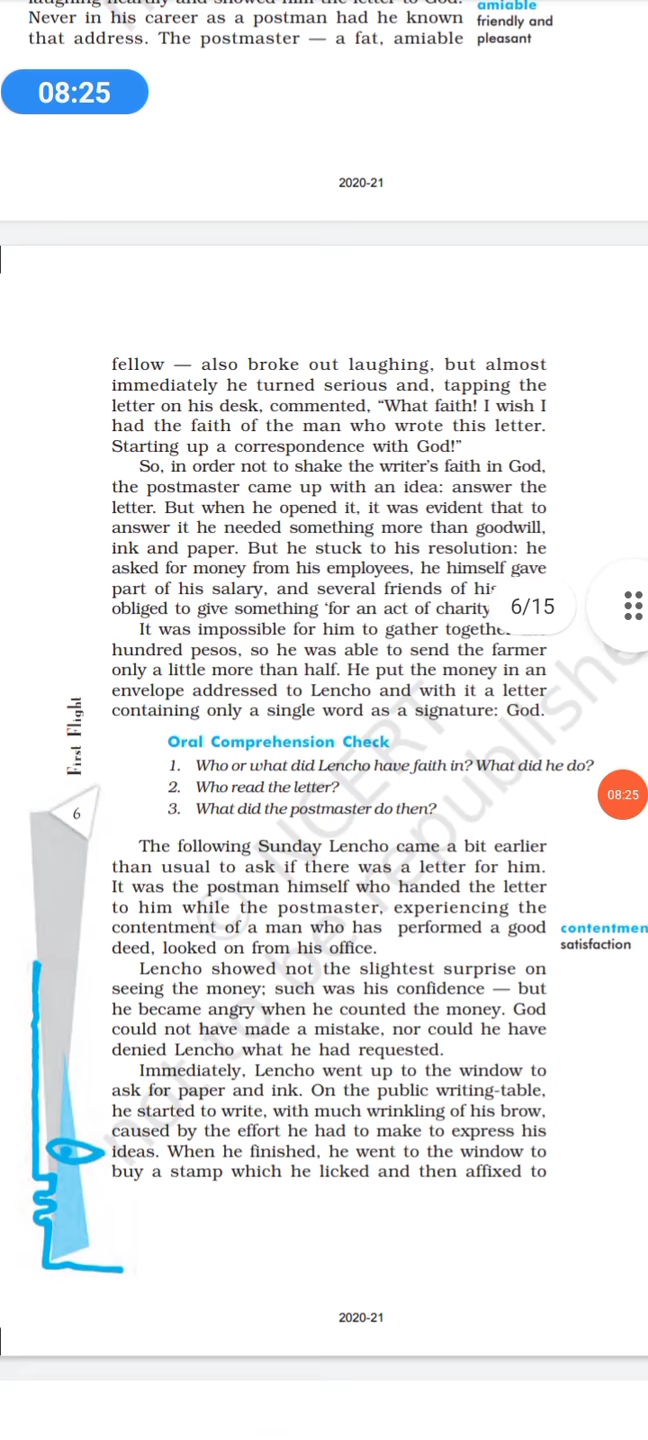 laughing heartily and showed him the letter to God.
amiable
Never in his career as a postman had he known
friendly and
that address. The postmaster — a fat, amiable
pleasant
08:25
2020-21
fellow — also broke out laughing, but almost
immediately he turned serious and, tapping the
letter on his desk, commented, “What faith! I wish I
had the faith of the man who wrote this letter.
Starting up a correspondence with God!”
So, in order not to shake the writer’s faith in God,
the postmaster came up with an idea: answer the
letter. But when he opened it, it was evident that to
answer it he needed something more than goodwill,
ink and paper. But he stuck to his resolution: he
asked for money from his employees, he himself gave
part of his salary, and several friends of his
obliged to give something ‘for an act of charity
6/15
It was impossible for him to gather together
hundred pesos, so he was able to send the farmer
only a little more than half. He put the money in an
envelope addressed to Lencho and with it a letter
containing only a single word as a signature: God.
First Flight
6
Oral Comprehension Check
1. Who or what did Lencho have faith in? What did he do?
2. Who read the letter?
3. What did the postmaster do then?
08:25
The following Sunday Lencho came a bit earlier
than usual to ask if there was a letter for him.
It was the postman himself who handed the letter
to him while the postmaster, experiencing the
contentment of a man who has performed a good
contentmen
deed, looked on from his office.
satisfaction
Lencho showed not the slightest surprise on
seeing the money; such was his confidence — but
he became angry when he counted the money. God
could not have made a mistake, nor could he have
denied Lencho what he had requested.
Immediately, Lencho went up to the window to
ask for paper and ink. On the public writing-table,
he started to write, with much wrinkling of his brow,
caused by the effort he had to make to express his
ideas. When he finished, he went to the window to
buy a stamp which he licked and then affixed to
© NCERT
not to be republishe
2020-21